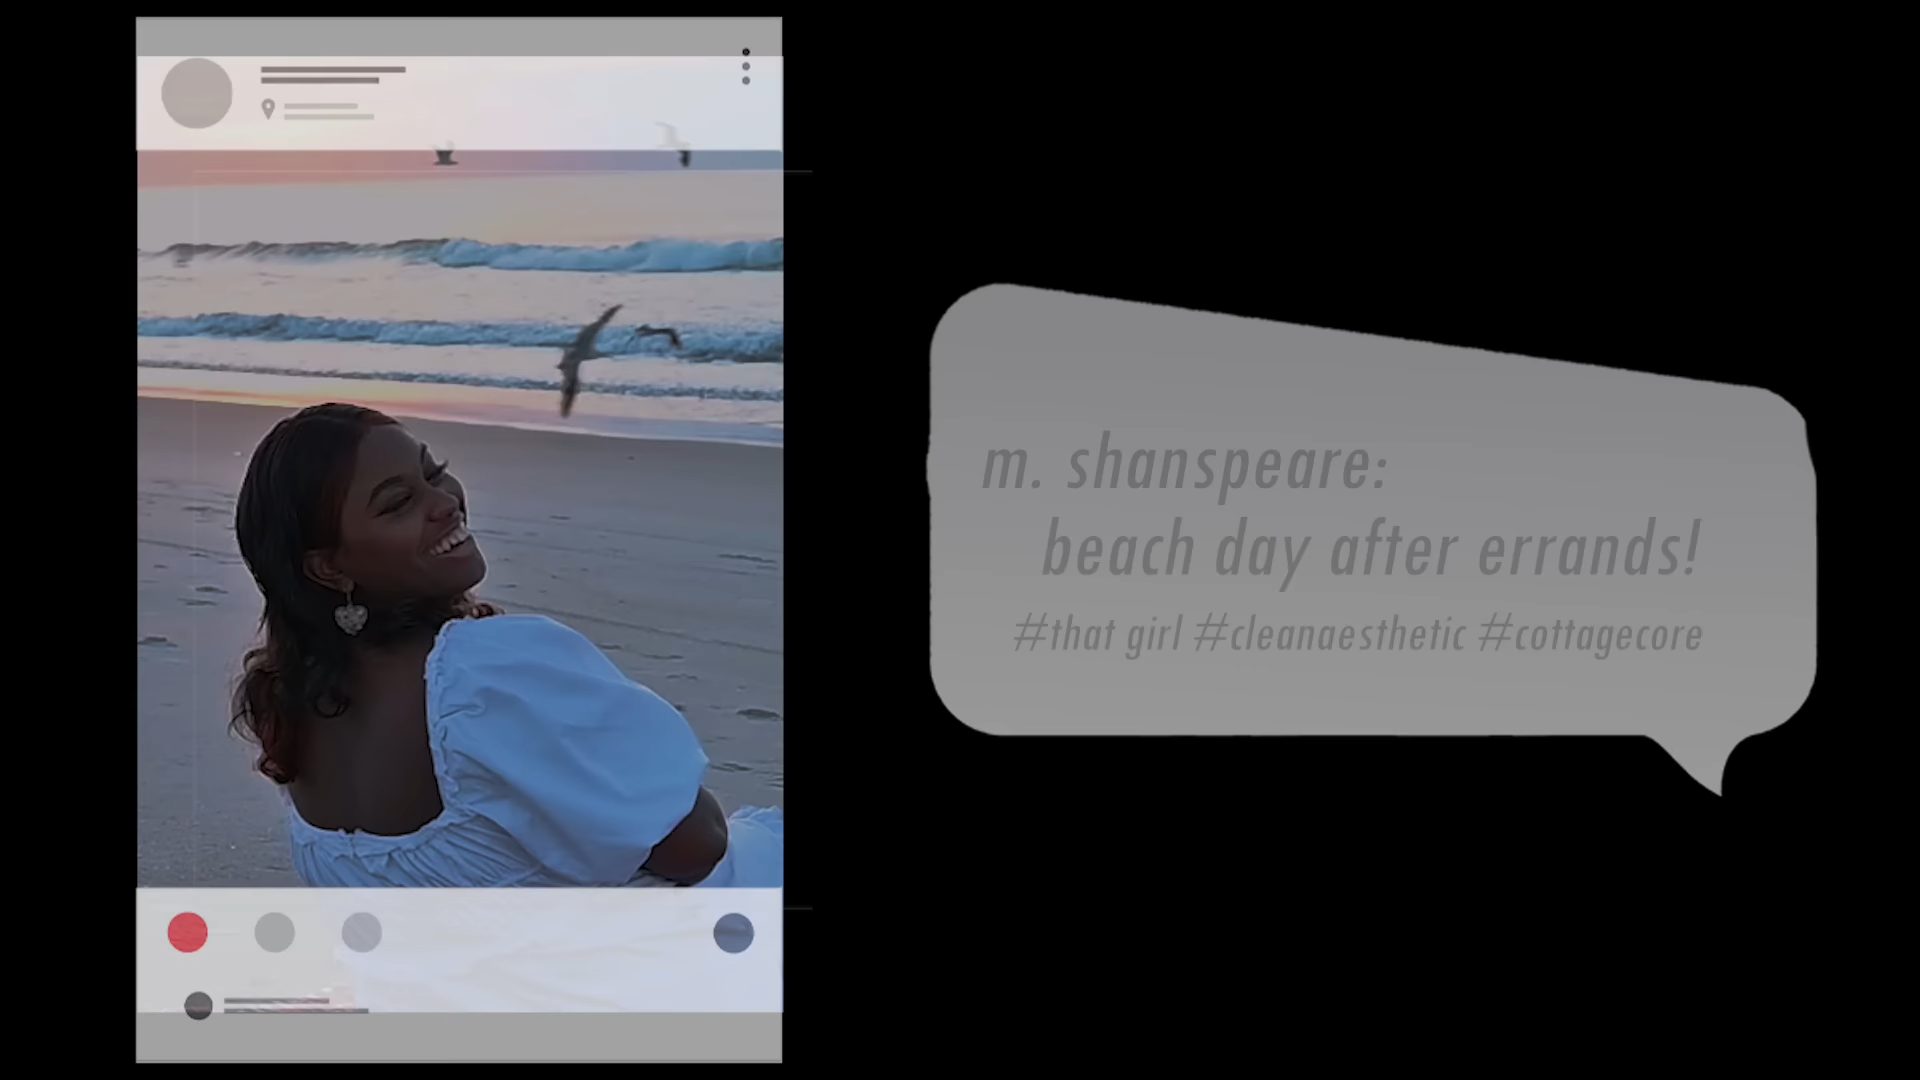 m. shanspeare:
beach day after errands!
#that girl #cleanaesthetic #cottagecore